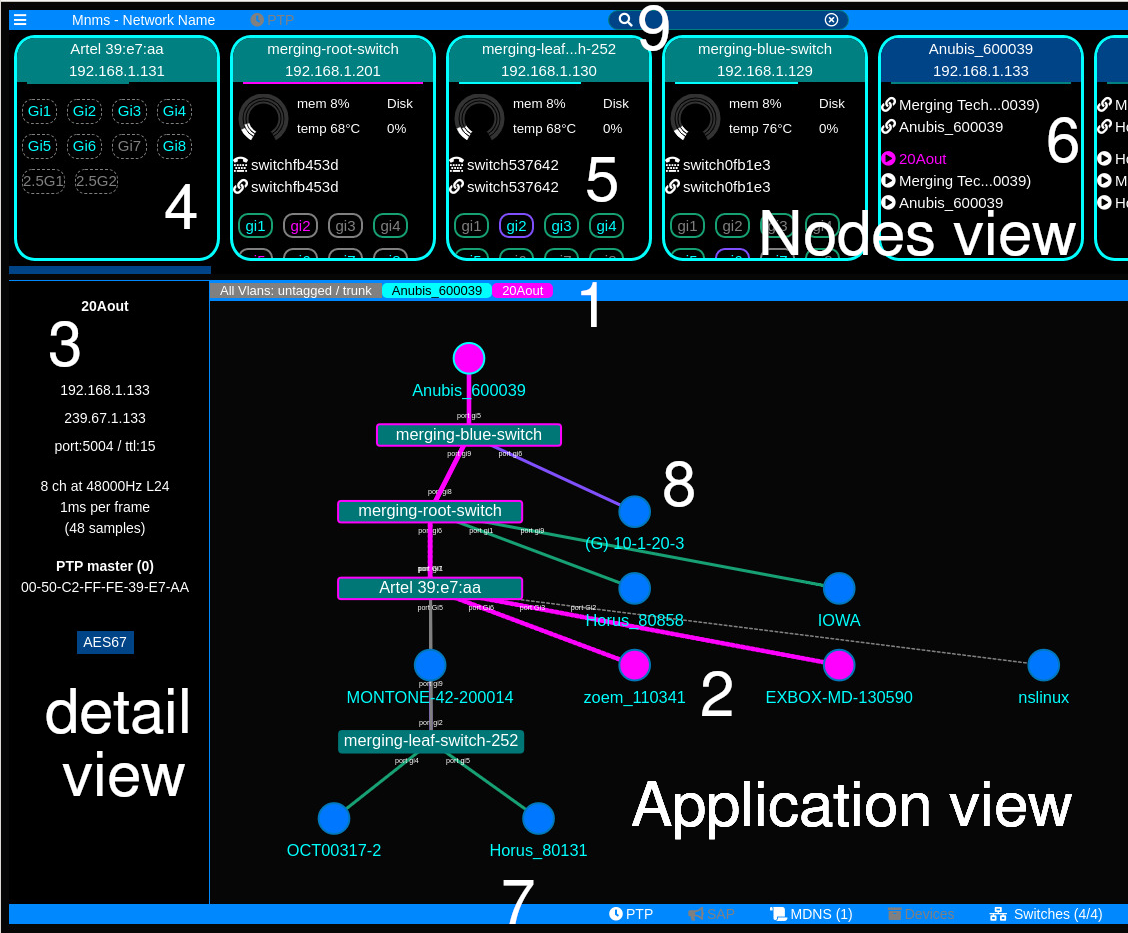 Mnms - Network Name
PTP
9
Artel 39:e7:aa
192.168.1.131
Gi1 Gi2 Gi3 Gi4
Gi5 Gi6 Gi7 Gi8
2.5G1 2.5G2
4
merging-root-switch
192.168.1.201
mem 8% Disk
temp 68°C 0%
switchfb453d
switchfb453d
gi1 gi2 gi3 gi4
merging-leaf...h-252
192.168.1.130
mem 8% Disk
temp 68°C 0%
switch537642
switch537642
5
gi1 gi2 gi3 gi4
merging-blue-switch
192.168.1.129
mem 8% Disk
temp 76°C 0%
switch0fb1e3
switch0fb1e3
gi1 gi2 gi3 gi4
Anubis_600039
192.168.1.133
Merging Tech...0039)
Anubis_600039
20Aout
Merging Tec...0039)
Anubis_600039
6
Nodes view
20Aout
3
192.168.1.133
239.67.1.133
port:5004 / ttl:15
8 ch at 48000Hz L24
1ms per frame
(48 samples)
PTP master (0)
00-50-C2-FF-FE-39-E7-AA
AES67
detail
view
All Vlans: untagged / trunk Anubis_600039 20Aout
1
Anubis_600039
port gi5
merging-blue-switch
port gi9 port gi6
8
port gi8
merging-root-switch
port gi6 port gi1 port gi9
(G) 10-1-20-3
Artel 39:e7:aa
port Gi5 port Gi6 port Gi3 port Gi2
Horus_80858
IOWA
port gi9
MONTONE-42-200014
zoem_110341
2
EXBOX-MD-130590
nslinux
port gi2
merging-leaf-switch-252
port gi4 port gi5
Application view
OCT00317-2
Horus_80131
7
PTP SAP MDNS (1) Devices Switches (4/4)